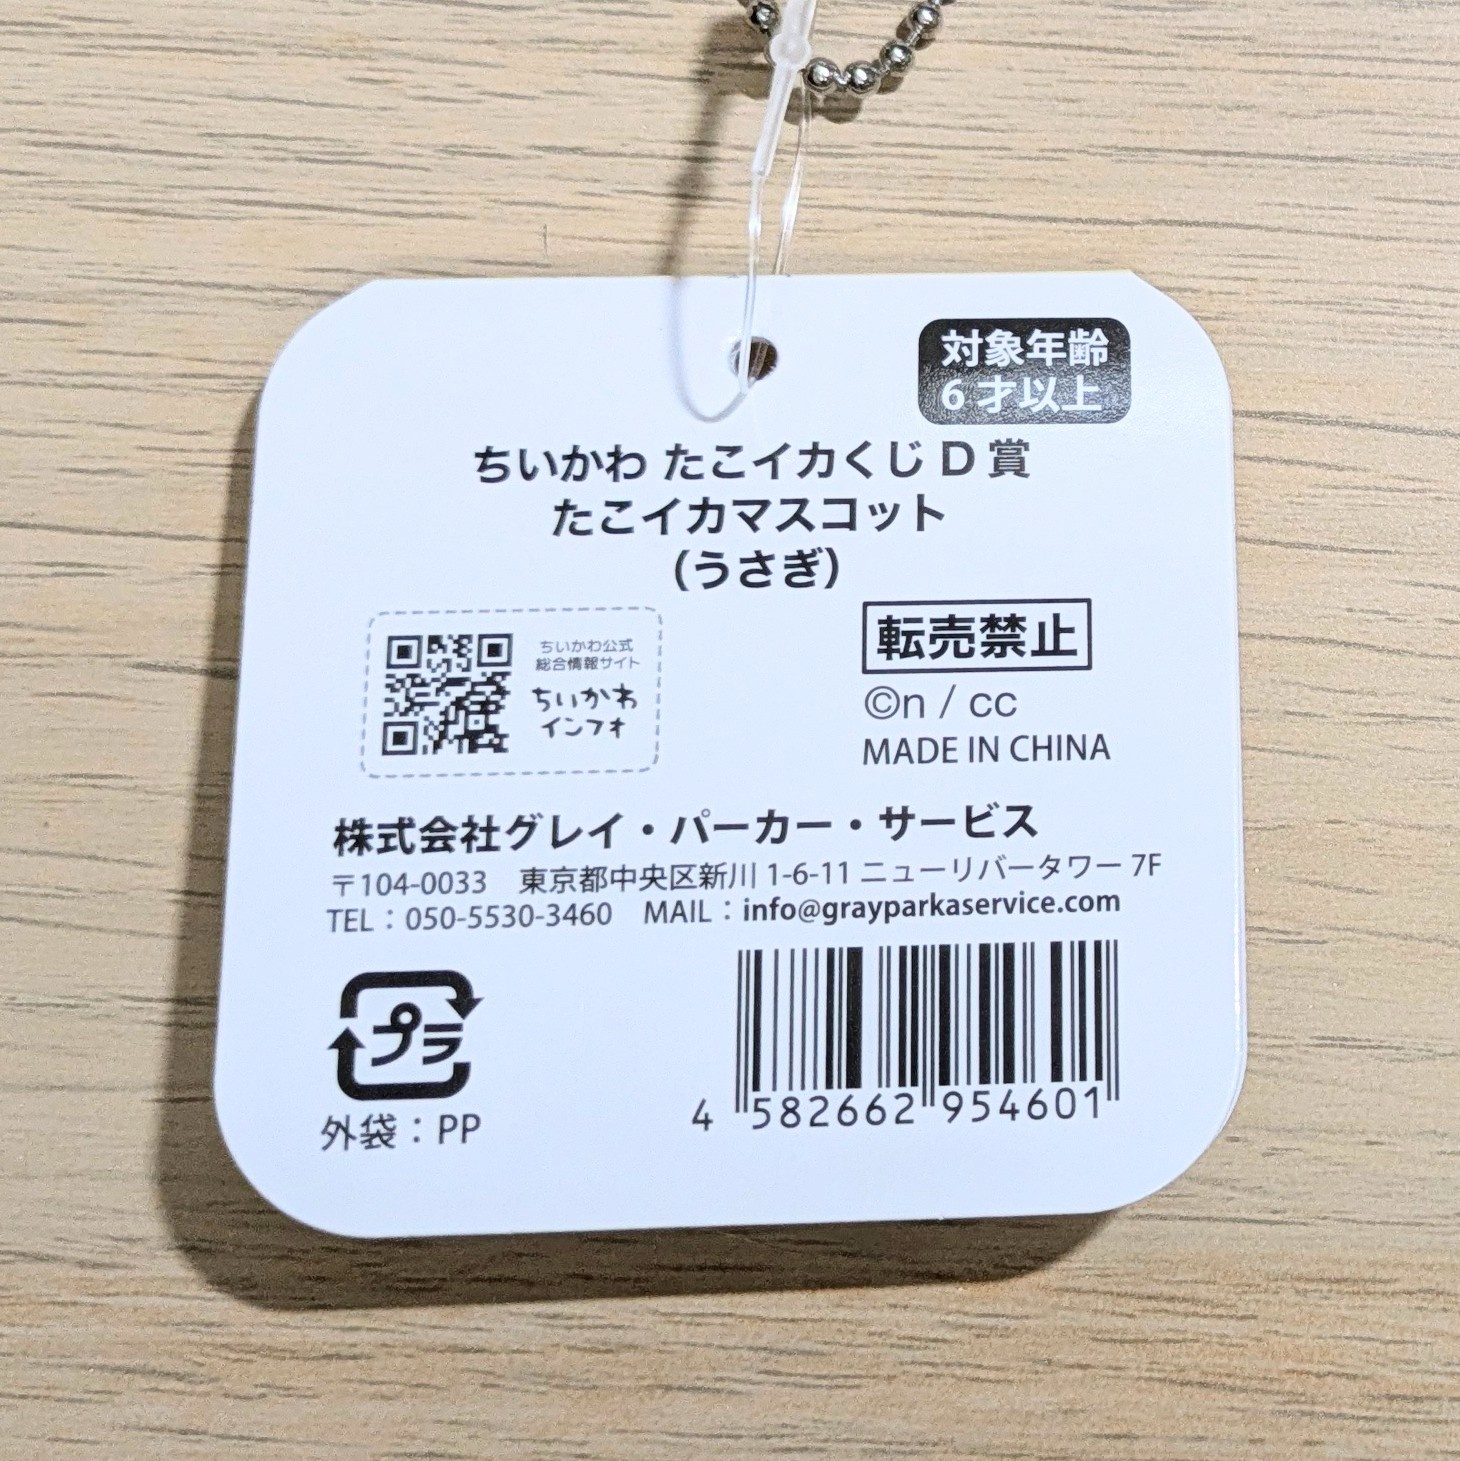 対象年齢
6才以上
ちいかわ たこイカくじ D 賞
たこイカマスコット
(うさぎ)
ちいかわ公式
総合情報サイト
ちいかわ
インフォ
転売禁止
©n / cc
MADE IN CHINA
株式会社グレイ・パーカー・サービス
〒104-0033 東京都中央区新川 1-6-11 ニューリバータワー 7F
TEL:050-5530-3460 MAIL:info@grayparkaservice.com
プラ
外袋:PP
4 582662 954601